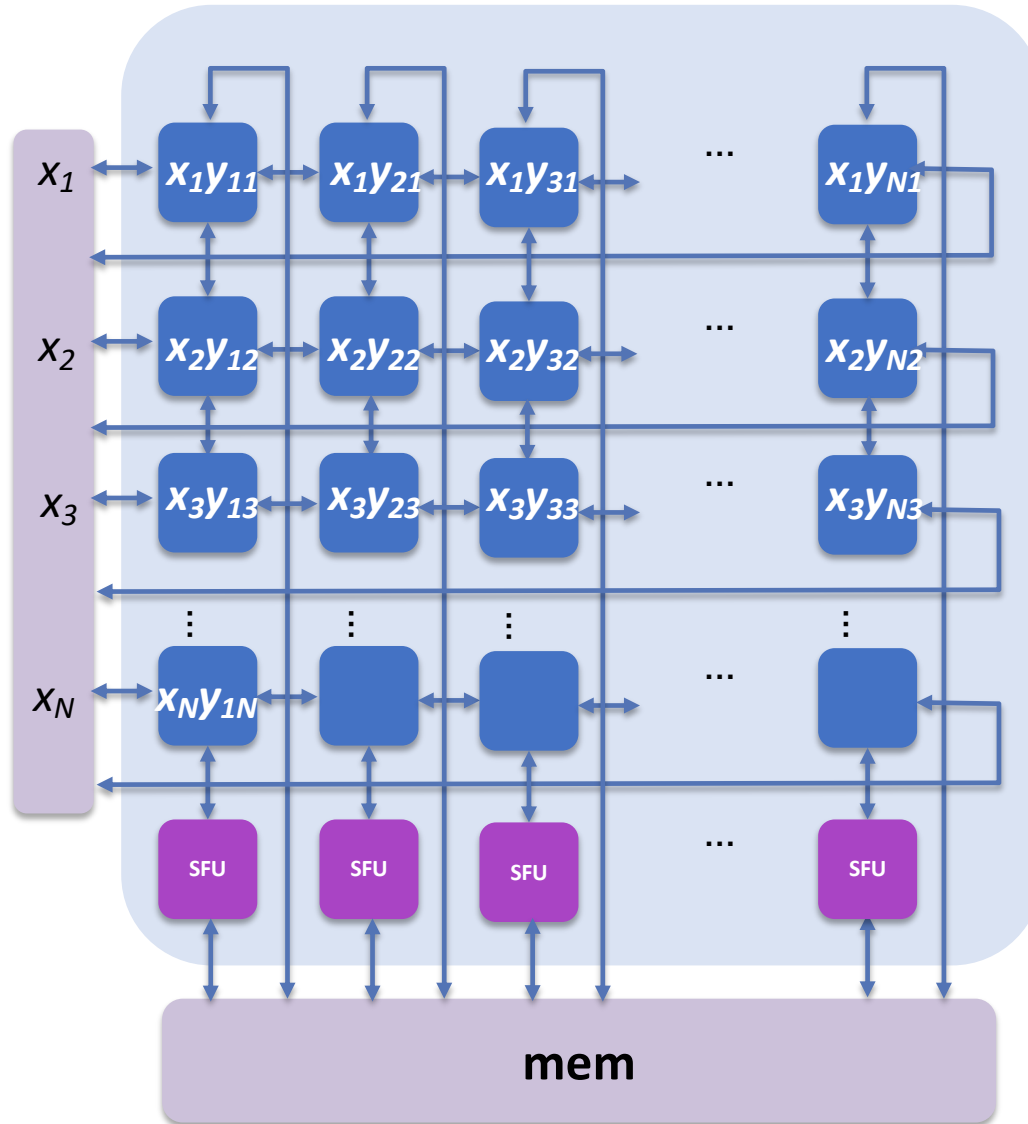 x1 x1y11 x1y21 x1y31 ... x1yN1
x2 x2y12 x2y22 x2y32 ... x2yN2
x3 x3y13 x3y23 x3y33 ... x3yN3
... ... ... ...
xN xNy1N ...
SFU SFU SFU ... SFU
mem